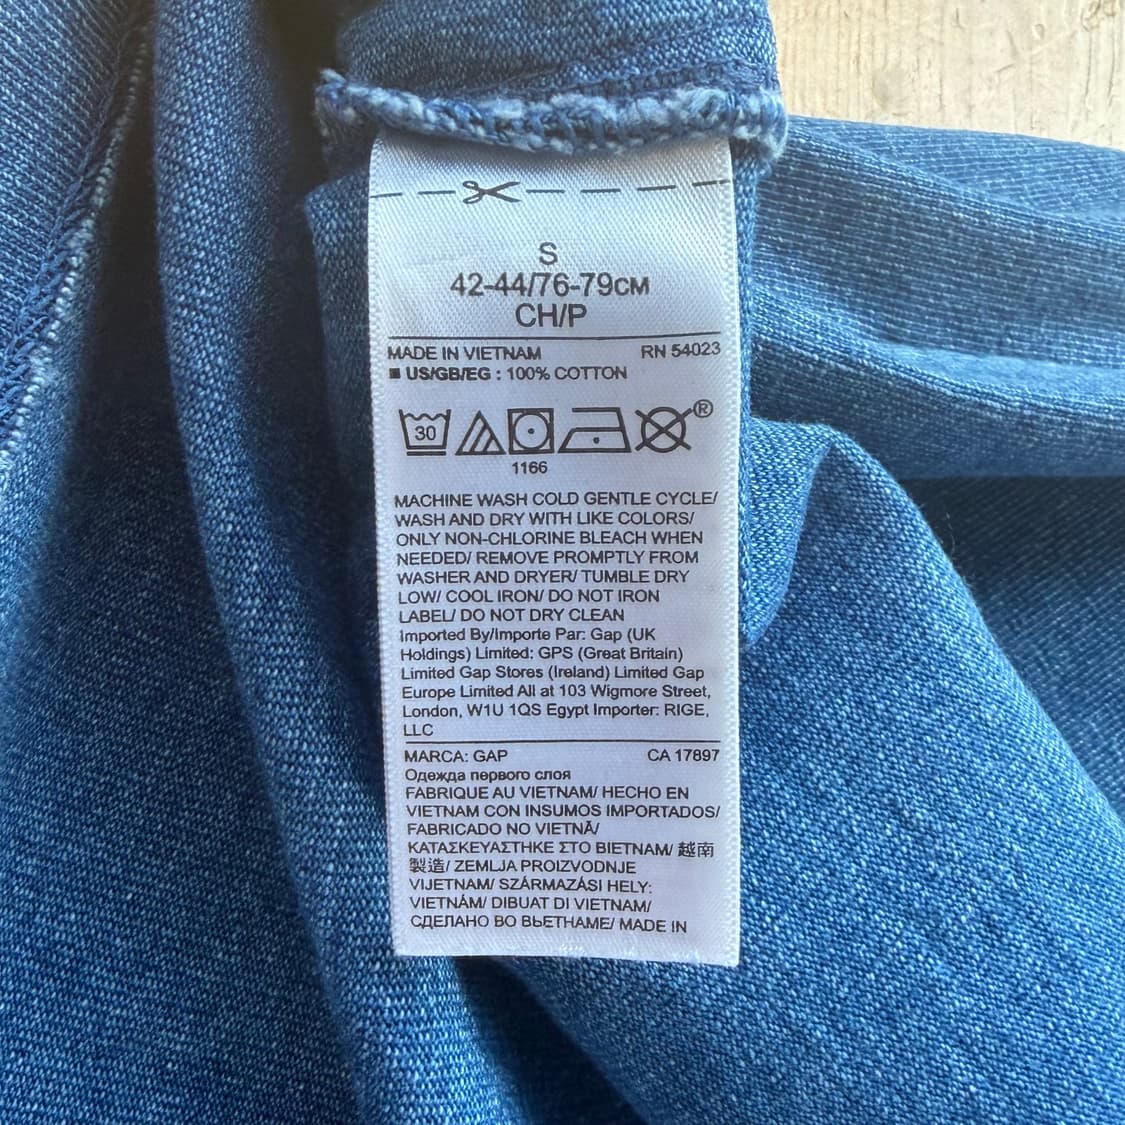 S
42-44/76-79CM
CH/P
MADE IN VIETNAM RN 54023
■ US/GB/EG : 100% COTTON
30 ®
1166
MACHINE WASH COLD GENTLE CYCLE/
WASH AND DRY WITH LIKE COLORS/
ONLY NON-CHLORINE BLEACH WHEN
NEEDED/ REMOVE PROMPTLY FROM
WASHER AND DRYER/ TUMBLE DRY
LOW/ COOL IRON/ DO NOT IRON
LABEL/ DO NOT DRY CLEAN
Imported By/Importe Par: Gap (UK
Holdings) Limited: GPS (Great Britain)
Limited Gap Stores (Ireland) Limited Gap
Europe Limited All at 103 Wigmore Street,
London, W1U 1QS Egypt Importer: RIGE,
LLC
MARCA: GAP CA 17897
Одежда первого слоя
FABRIQUE AU VIETNAM/ HECHO EN
VIETNAM CON INSUMOS IMPORTADOS/
FABRICADO NO VIETNÃ/
ΚΑΤΑΣΚΕΥΑΣΤΗΚΕ ΣΤΟ ΒΙΕΤΝΑΜ/ 越南
製造/ ZEMLJA PROIZVODNJE
VIJETNAM/ SZÁRMAZÁSI HELY:
VIETNÁM/ DIBUAT DI VIETNAM/
СДЕЛАНО ВО ВЬЕТНАМЕ/ MADE IN